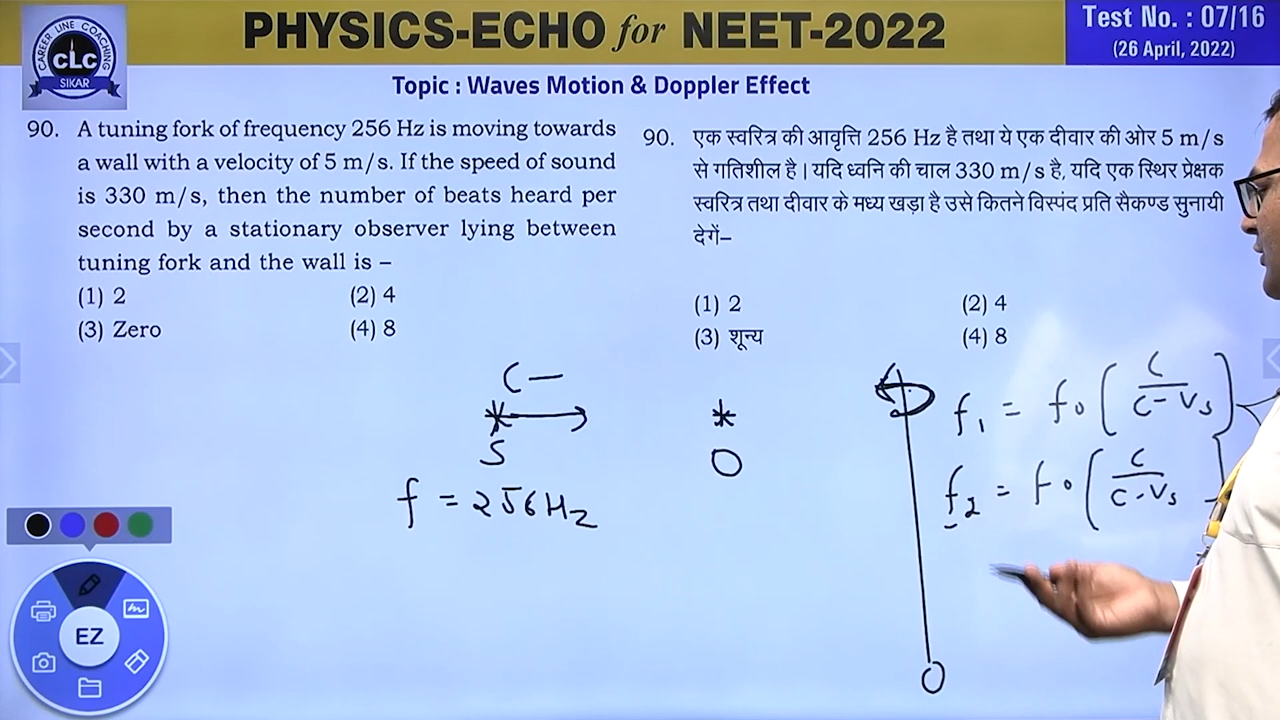 CAREER LINE COACHING
CLC
SIKAR
PHYSICS-ECHO for NEET-2022
Test No. : 07/16
(26 April, 2022)
Topic : Waves Motion & Doppler Effect
90. A tuning fork of frequency 256 Hz is moving towards
a wall with a velocity of 5 m/s. If the speed of sound
is 330 m/s, then the number of beats heard per
second by a stationary observer lying between
tuning fork and the wall is –
(1) 2 (2) 4
(3) Zero (4) 8
90. एक स्वरित्र की आवृत्ति 256 Hz है तथा ये एक दीवार की ओर 5 m/s
से गतिशील है। यदि ध्वनि की चाल 330 m/s है, यदि एक स्थिर प्रेक्षक
स्वरित्र तथा दीवार के मध्य खड़ा है उसे कितने विस्पंद प्रति सैकण्ड सुनायी
देगें–
(1) 2 (2) 4
(3) शून्य (4) 8
C
S
O
f = 256 Hz
f₁ = f₀ ( C / C - Vs )
f₂ = f₀ ( C / C - Vs
O
EZ